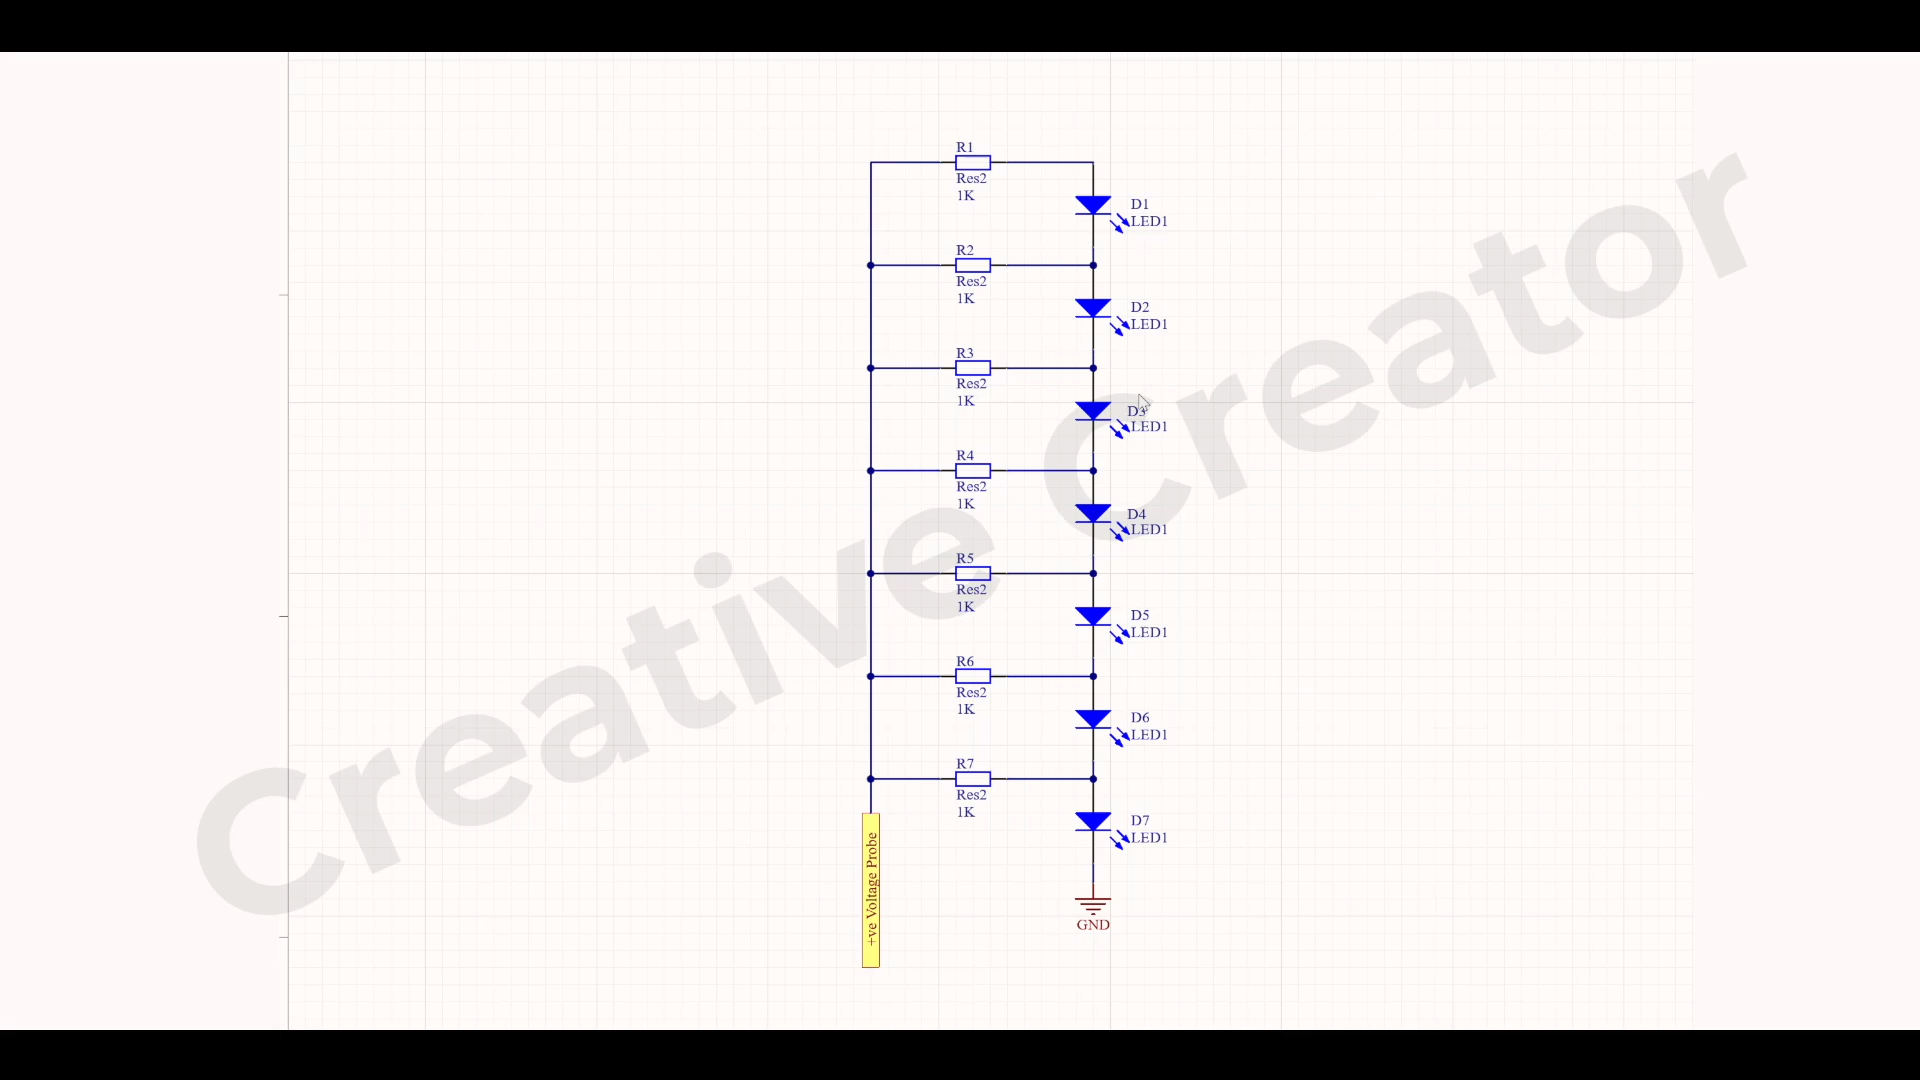 R1
Res2
1K
D1
LED1
R2
Res2
1K
D2
LED1
R3
Res2
1K
D3
LED1
R4
Res2
1K
D4
LED1
R5
Res2
1K
D5
LED1
R6
Res2
1K
D6
LED1
R7
Res2
1K
D7
LED1
+ve Voltage Probe
GND
Creative Creator